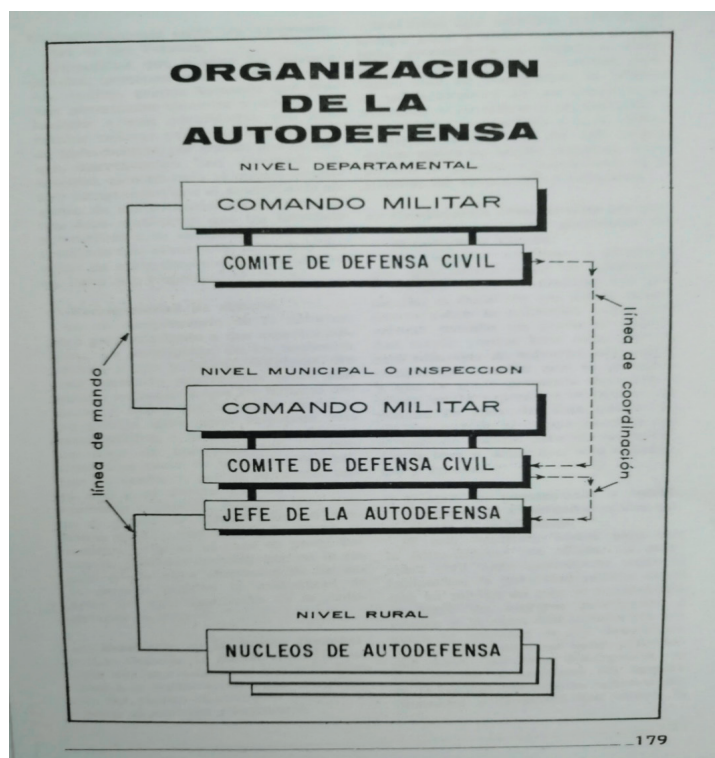 ORGANIZACION
DE LA
AUTODEFENSA
NIVEL DEPARTAMENTAL
COMANDO MILITAR
COMITE DE DEFENSA CIVIL
línea de mando
línea de coordinación
NIVEL MUNICIPAL O INSPECCION
COMANDO MILITAR
COMITE DE DEFENSA CIVIL
JEFE DE LA AUTODEFENSA
NIVEL RURAL
NUCLEOS DE AUTODEFENSA
179